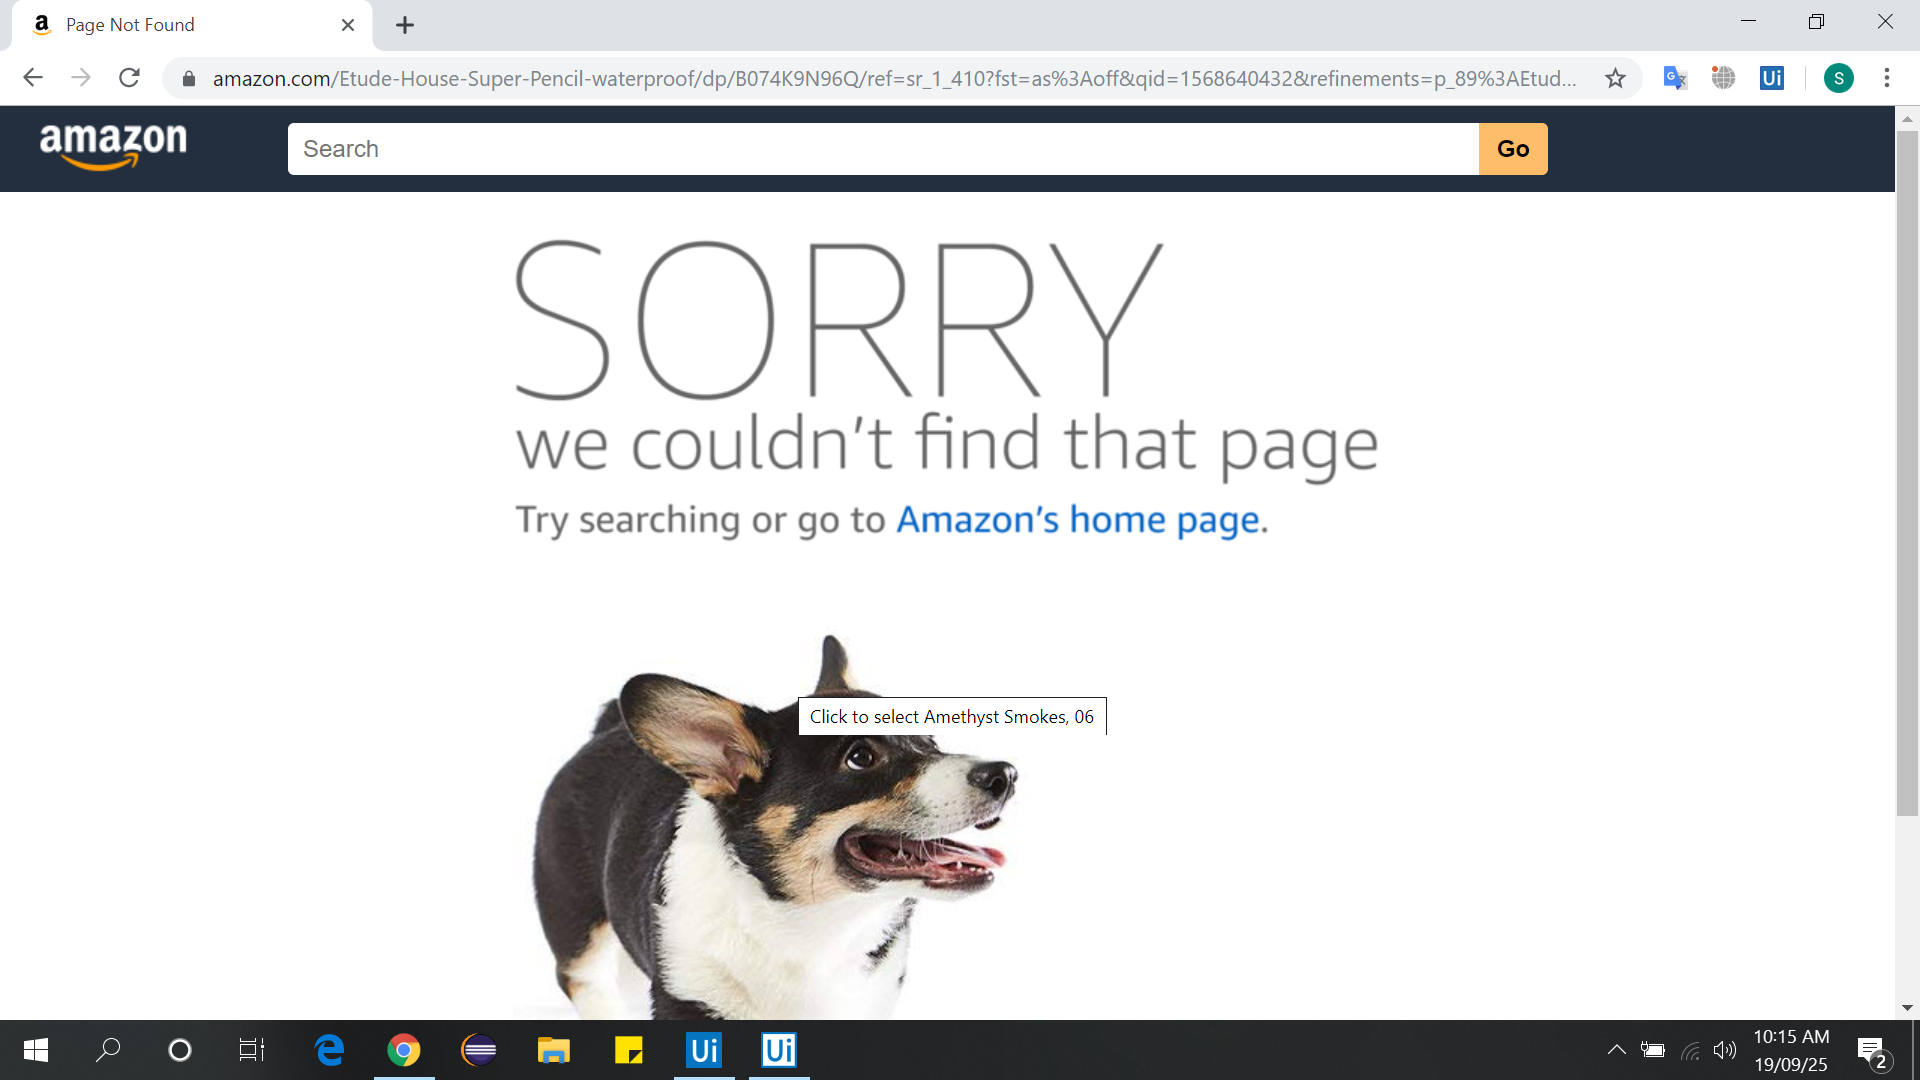 Page Not Found
amazon.com/Etude-House-Super-Pencil-waterproof/dp/B074K9N96Q/ref=sr_1_410?fst=as%3Aoff&qid=1568640432&refinements=p_89%3AEtud...
Ui
S
amazon
Search
Go
SORRY
we couldn't find that page
Try searching or go to Amazon's home page.
Click to select Amethyst Smokes, 06
Ui
Ui
10:15 AM
19/09/25
2